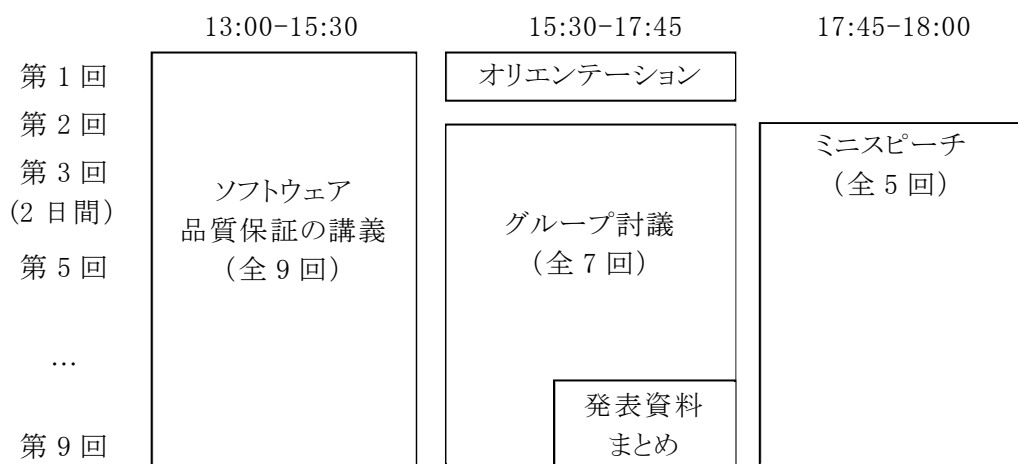 13:00-15:30 15:30-17:45 17:45-18:00
第 1 回
オリエンテーション
第 2 回
第 3 回
(2 日間)
第 5 回
…
第 9 回
ソフトウェア
品質保証の講義
(全 9 回)
グループ討議
(全 7 回)
発表資料
まとめ
ミニスピーチ
(全 5 回)